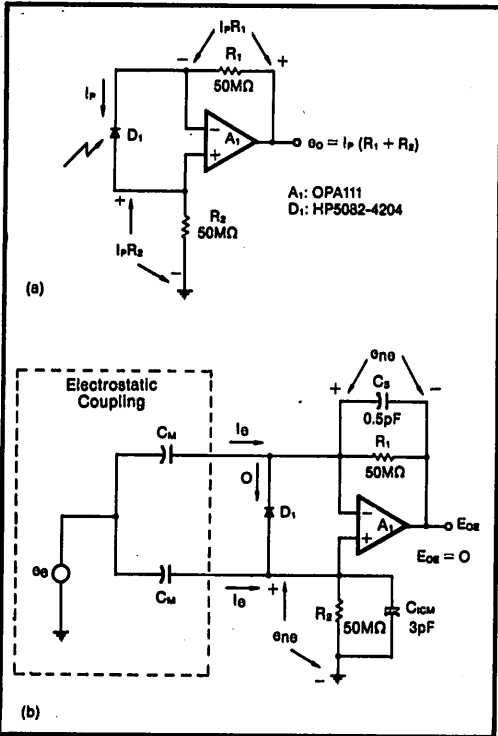 IPR1
− R1 +
50MΩ
IP
D1
−
A1
+
eO = IP (R1 + R2)
+
A1: OPA111
D1: HP5082-4204
R2
50MΩ
IPR2
−
(a)
ene
Electrostatic
Coupling
+ CS −
0.5pF
CM
Ie
R1
50MΩ
O
D1
−
A1
+
EOE
EOE = O
ee
CM
Ie
+
R2
50MΩ
CICM
3pF
ene
−
(b)